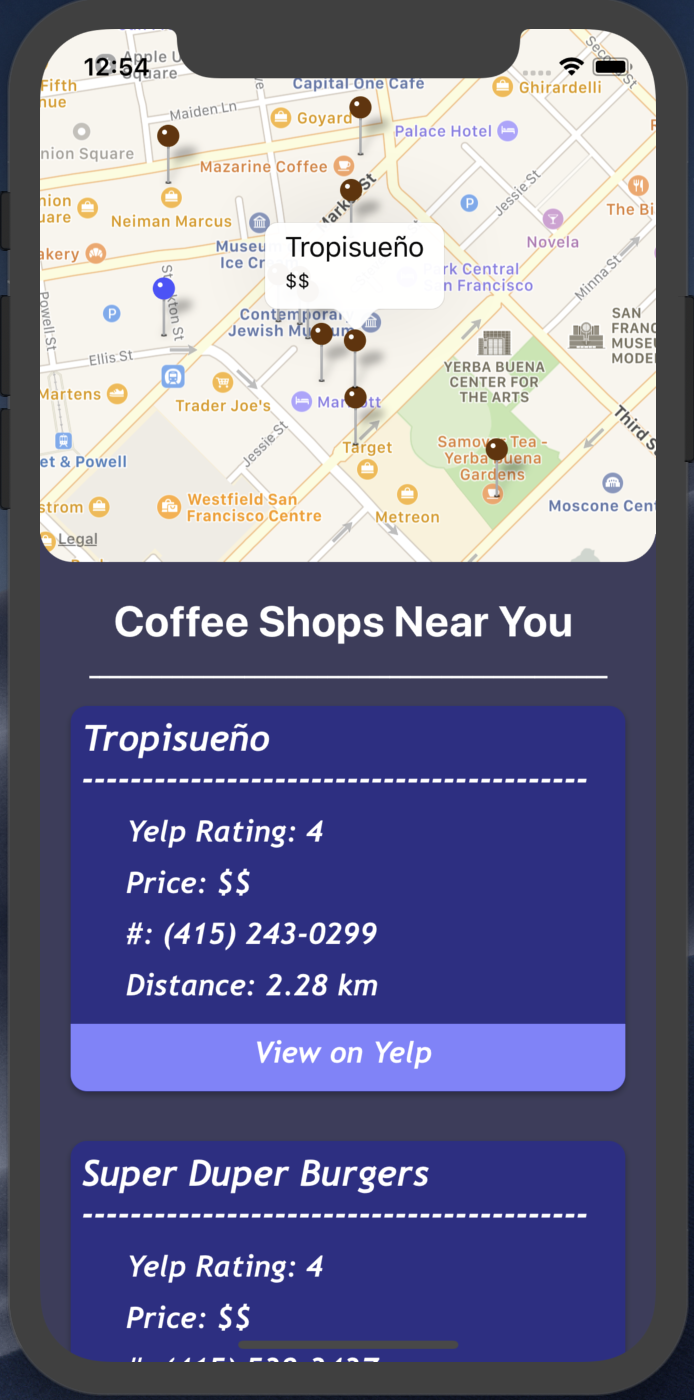 12:54
Apple U
Square
Second St
Fifth
nue
Capital One Cafe
Ghirardelli
Maiden Ln
Goyard
Palace Hotel
nion Square
Mazarine Coffee
Jessie St
nion
uare
Neiman Marcus
Market St
P
The Bi
Novela
akery
Museu
Ice Cr
Tropisueño
$$
Park Central
San Francisco
Minna St
Powell St
P
Stockton St
Contemporary
Jewish Museum
SAN
FRANC
MUSEU
MODE
Ellis St
YERBA BUENA
CENTER FOR
THE ARTS
Martens
Trader Joe's
Marriott
Third S
Jessie St
Target
Samovar Tea -
Yerba Buena
Gardens
et & Powell
strom
Westfield San
Francisco Centre
Metreon
Moscone Cen
Legal
Coffee Shops Near You
Tropisueño
------------------------------------------
Yelp Rating: 4
Price: $$
#: (415) 243-0299
Distance: 2.28 km
View on Yelp
Super Duper Burgers
------------------------------------------
Yelp Rating: 4
Price: $$